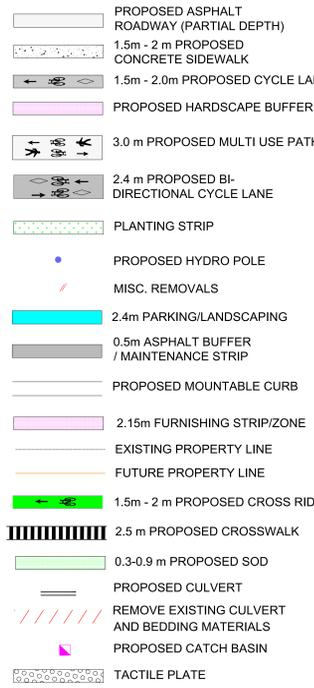 PROPOSED ASPHALT
ROADWAY (PARTIAL DEPTH)
1.5m - 2 m PROPOSED
CONCRETE SIDEWALK
1.5m - 2.0m PROPOSED CYCLE
PROPOSED HARDSCAPE BUFFER
3.0 m PROPOSED MULTI USE PATH
2.4 m PROPOSED BI-
DIRECTIONAL CYCLE LANE
PLANTING STRIP
PROPOSED HYDRO POLE
MISC. REMOVALS
2.4m PARKING/LANDSCAPING
0.5m ASPHALT BUFFER
/ MAINTENANCE STRIP
PROPOSED MOUNTABLE CURB
2.15m FURNISHING STRIP/ZONE
EXISTING PROPERTY LINE
FUTURE PROPERTY LINE
1.5m - 2 m PROPOSED CROSS RID
2.5 m PROPOSED CROSSWALK
0.3-0.9 m PROPOSED SOD
PROPOSED CULVERT
REMOVE EXISTING CULVERT
AND BEDDING MATERIALS
PROPOSED CATCH BASIN
TACTILE PLATE